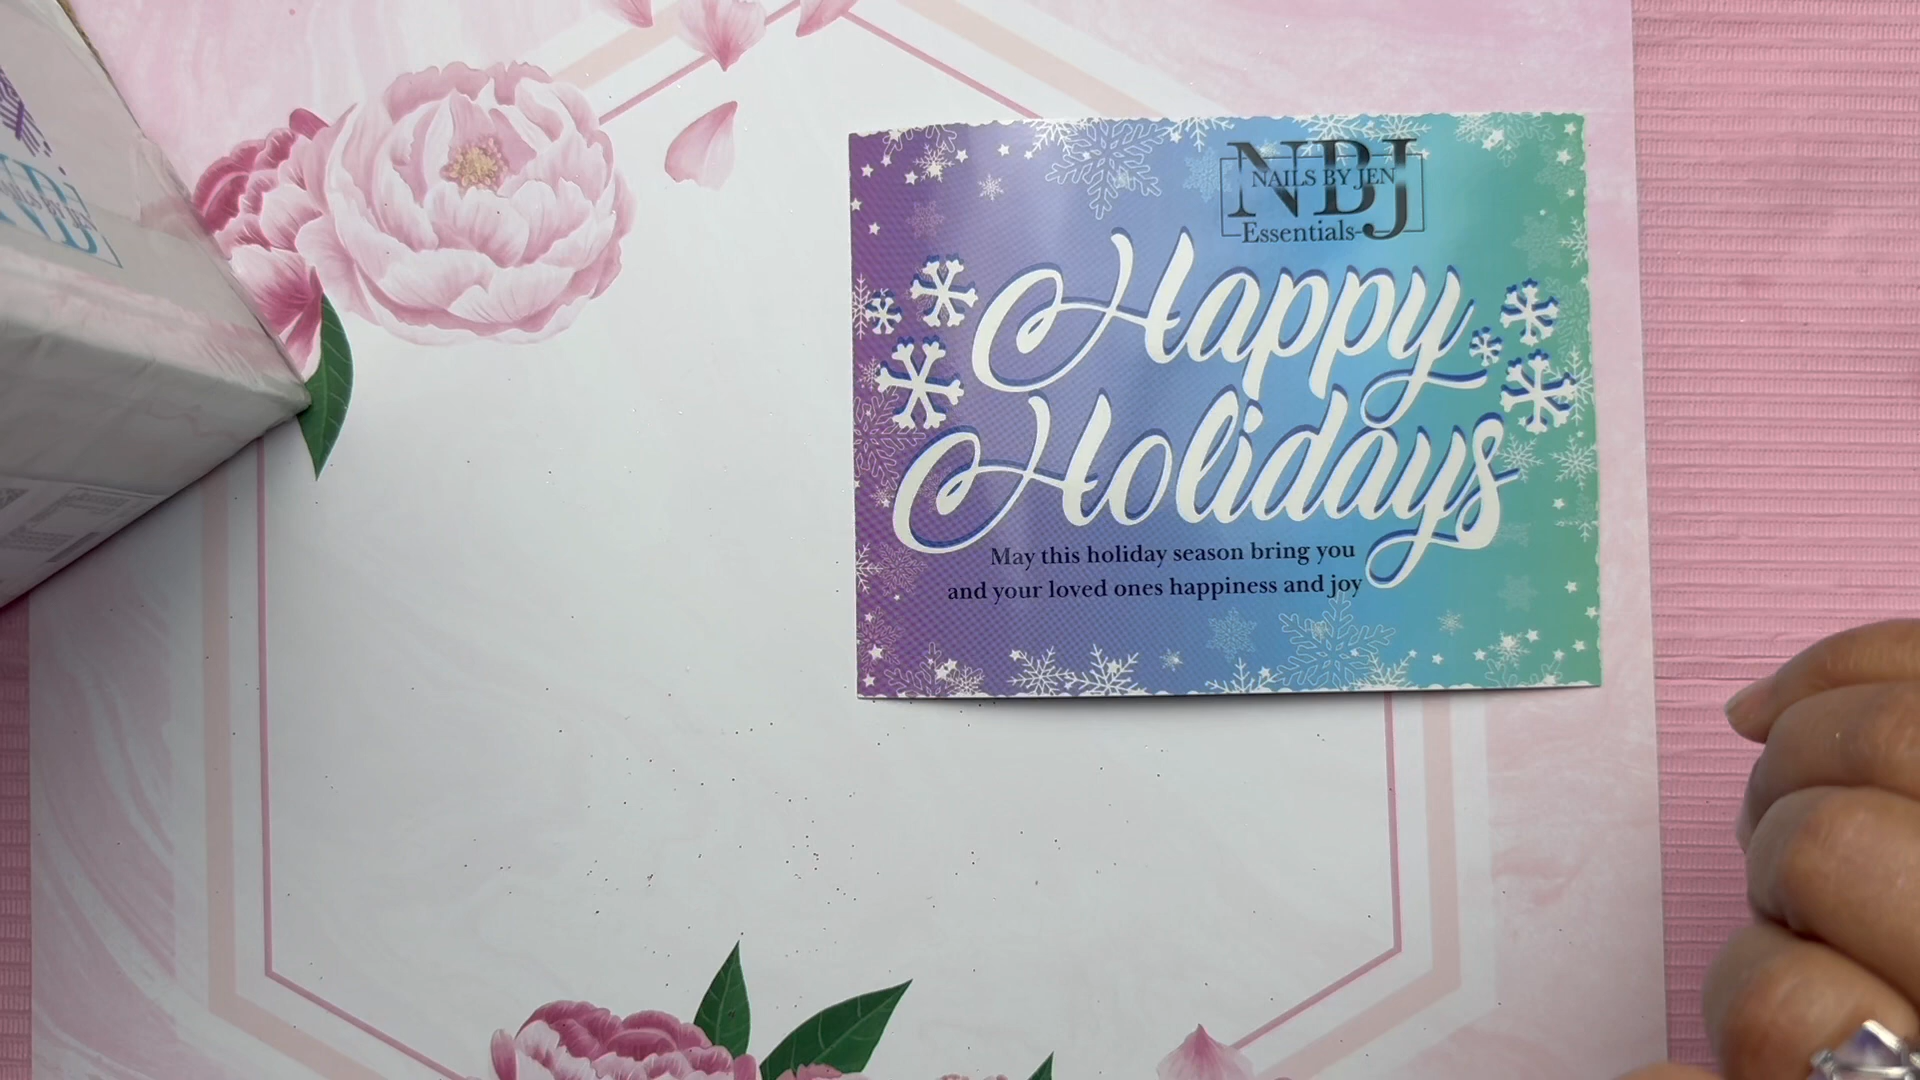 NBJ
NAILS BY JEN
Essentials
Happy
Holidays
May this holiday season bring you
and your loved ones happiness and joy
NBJ